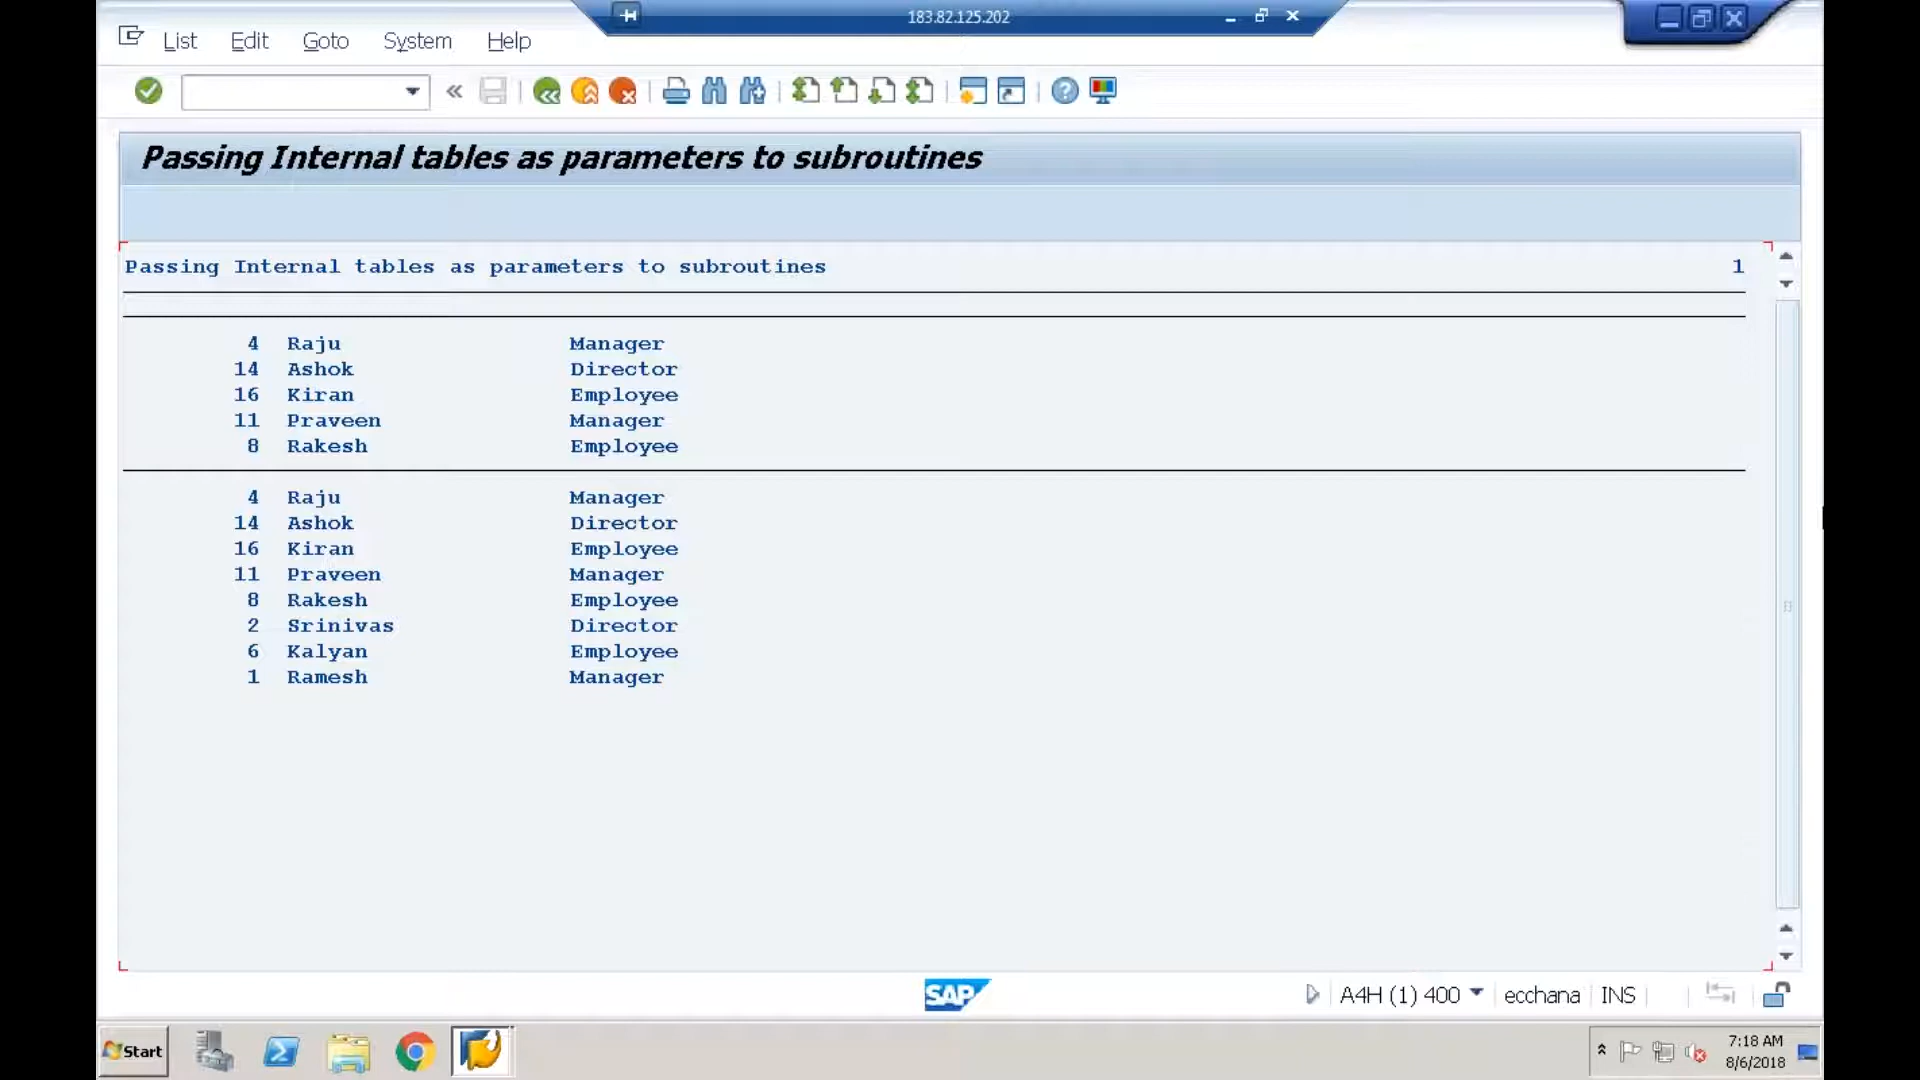 183.82.125.202
List Edit Goto System Help
Passing Internal tables as parameters to subroutines
Passing Internal tables as parameters to subroutines 1
4 Raju Manager
14 Ashok Director
16 Kiran Employee
11 Praveen Manager
8 Rakesh Employee
4 Raju Manager
14 Ashok Director
16 Kiran Employee
11 Praveen Manager
8 Rakesh Employee
2 Srinivas Director
6 Kalyan Employee
1 Ramesh Manager
SAP A4H (1) 400 ecchana INS
Start 7:18 AM
8/6/2018